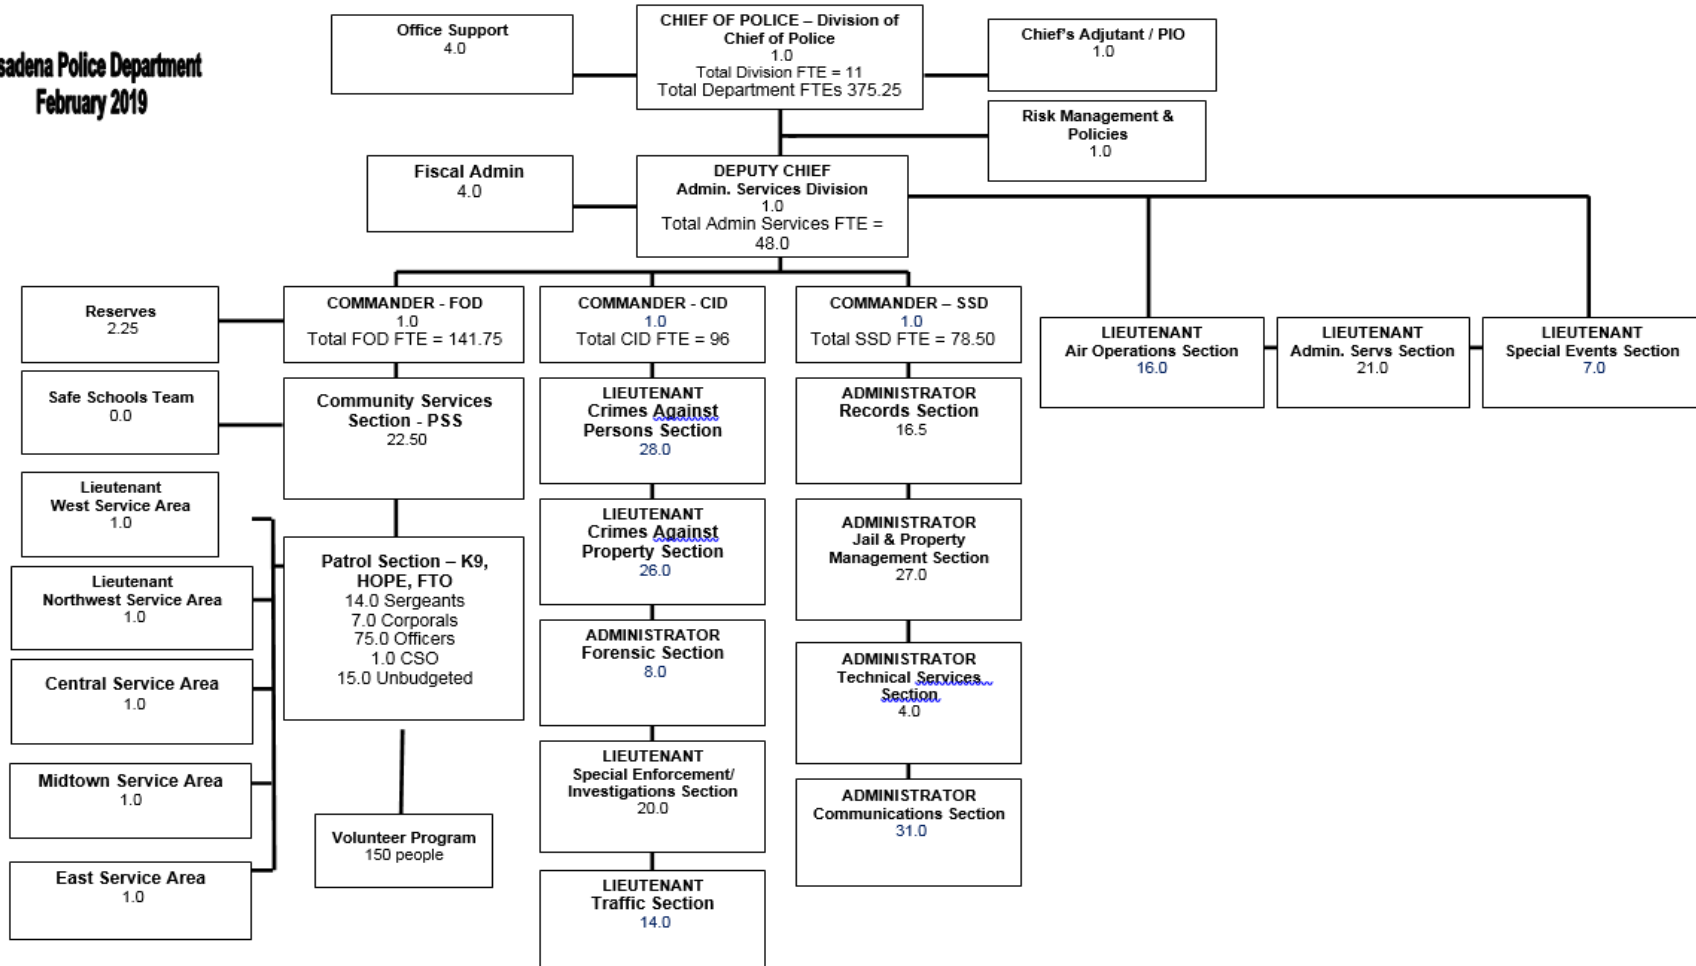 sadena Police Department
February 2019
Office Support
4.0
CHIEF OF POLICE – Division of
Chief of Police
1.0
Total Division FTE = 11
Total Department FTEs 375.25
Chief's Adjutant / PIO
1.0
Risk Management &
Policies
1.0
Fiscal Admin
4.0
DEPUTY CHIEF
Admin. Services Division
1.0
Total Admin Services FTE =
48.0
Reserves
2.25
COMMANDER - FOD
1.0
Total FOD FTE = 141.75
COMMANDER - CID
1.0
Total CID FTE = 96
COMMANDER – SSD
1.0
Total SSD FTE = 78.50
LIEUTENANT
Air Operations Section
16.0
LIEUTENANT
Admin. Servs Section
21.0
LIEUTENANT
Special Events Section
7.0
Safe Schools Team
0.0
Community Services
Section - PSS
22.50
LIEUTENANT
Crimes Against
Persons Section
28.0
ADMINISTRATOR
Records Section
16.5
Lieutenant
West Service Area
1.0
Lieutenant
Northwest Service Area
1.0
Central Service Area
1.0
Midtown Service Area
1.0
East Service Area
1.0
Patrol Section – K9,
HOPE, FTO
14.0 Sergeants
7.0 Corporals
75.0 Officers
1.0 CSO
15.0 Unbudgeted
Volunteer Program
150 people
LIEUTENANT
Crimes Against
Property Section
26.0
ADMINISTRATOR
Forensic Section
8.0
LIEUTENANT
Special Enforcement/
Investigations Section
20.0
LIEUTENANT
Traffic Section
14.0
ADMINISTRATOR
Jail & Property
Management Section
27.0
ADMINISTRATOR
Technical Services
Section
4.0
ADMINISTRATOR
Communications Section
31.0